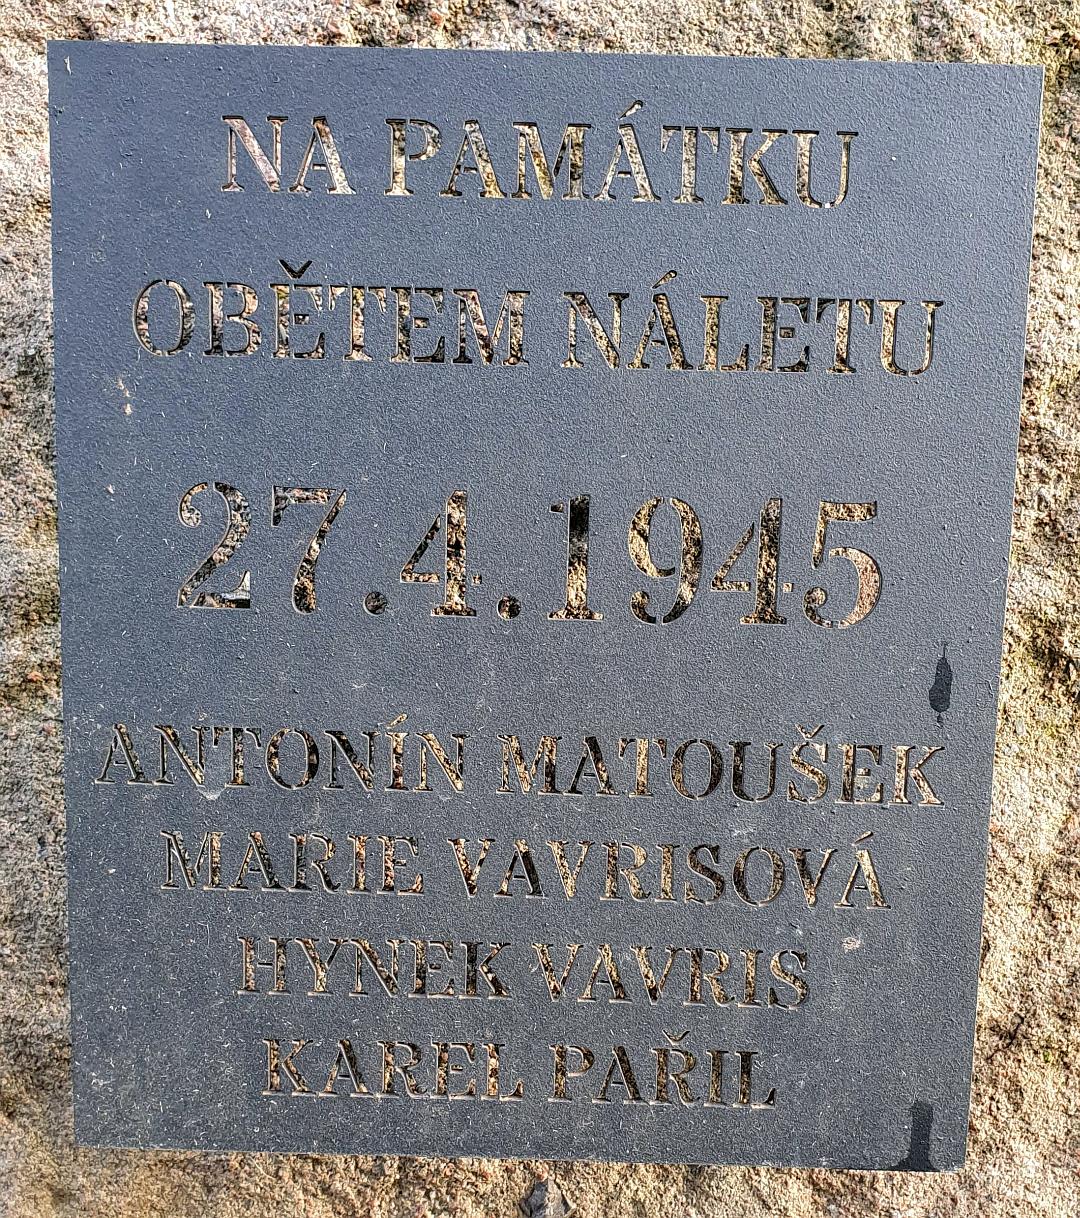 NA PAMÁTKU
OBĚTEM NÁLETU
27.4.1945
ANTONÍN MATOUŠEK
MARIE VAVRISOVÁ
HYNEK VAVRIS
KAREL PAŘIL